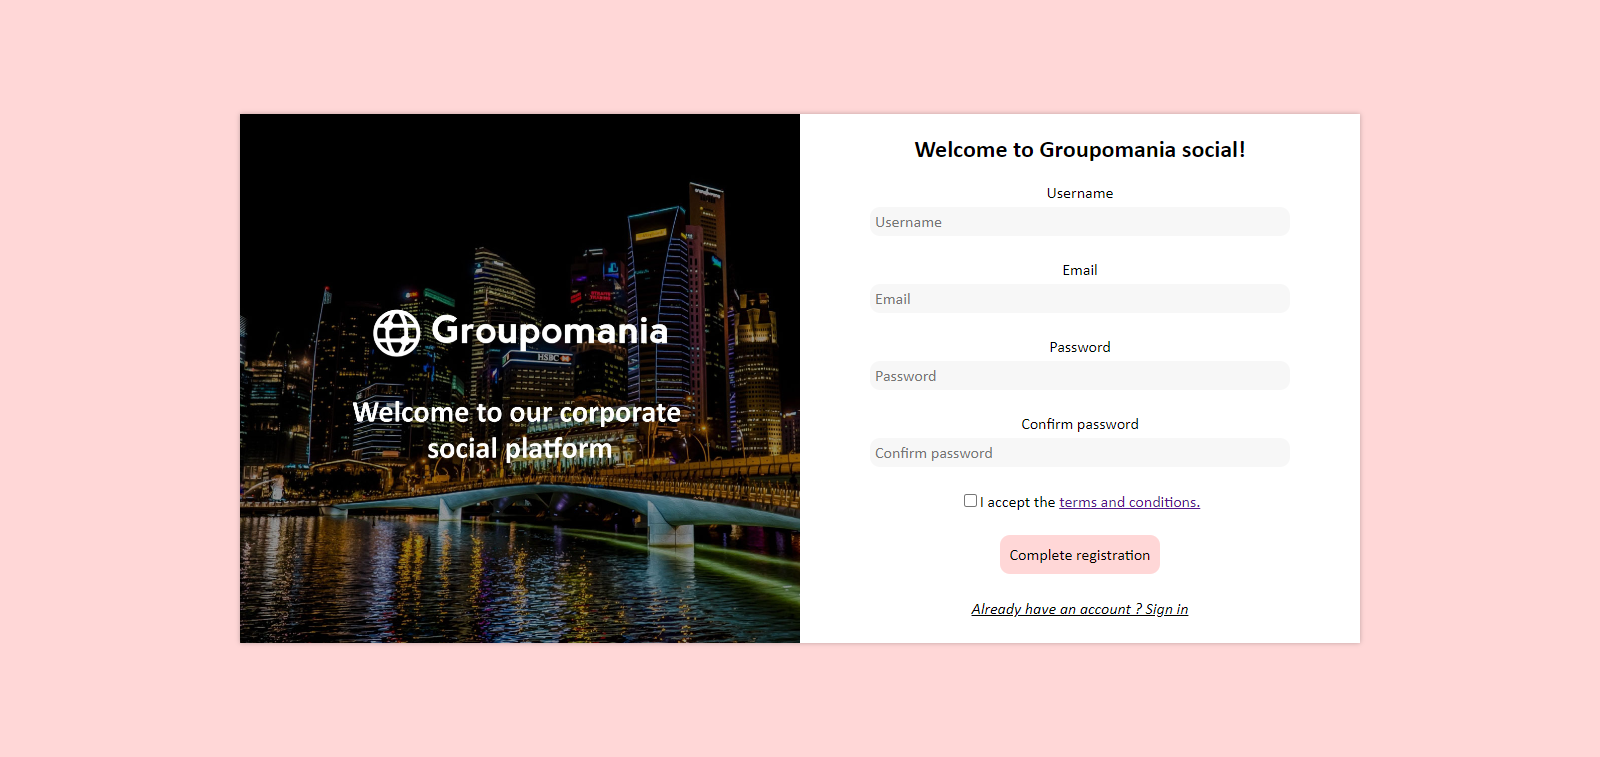 Groupomania
Welcome to our corporate
social platform
HSBC
Welcome to Groupomania social!
Username
Username
Email
Email
Password
Password
Confirm password
Confirm password
I accept the terms and conditions.
Complete registration
Already have an account ? Sign in